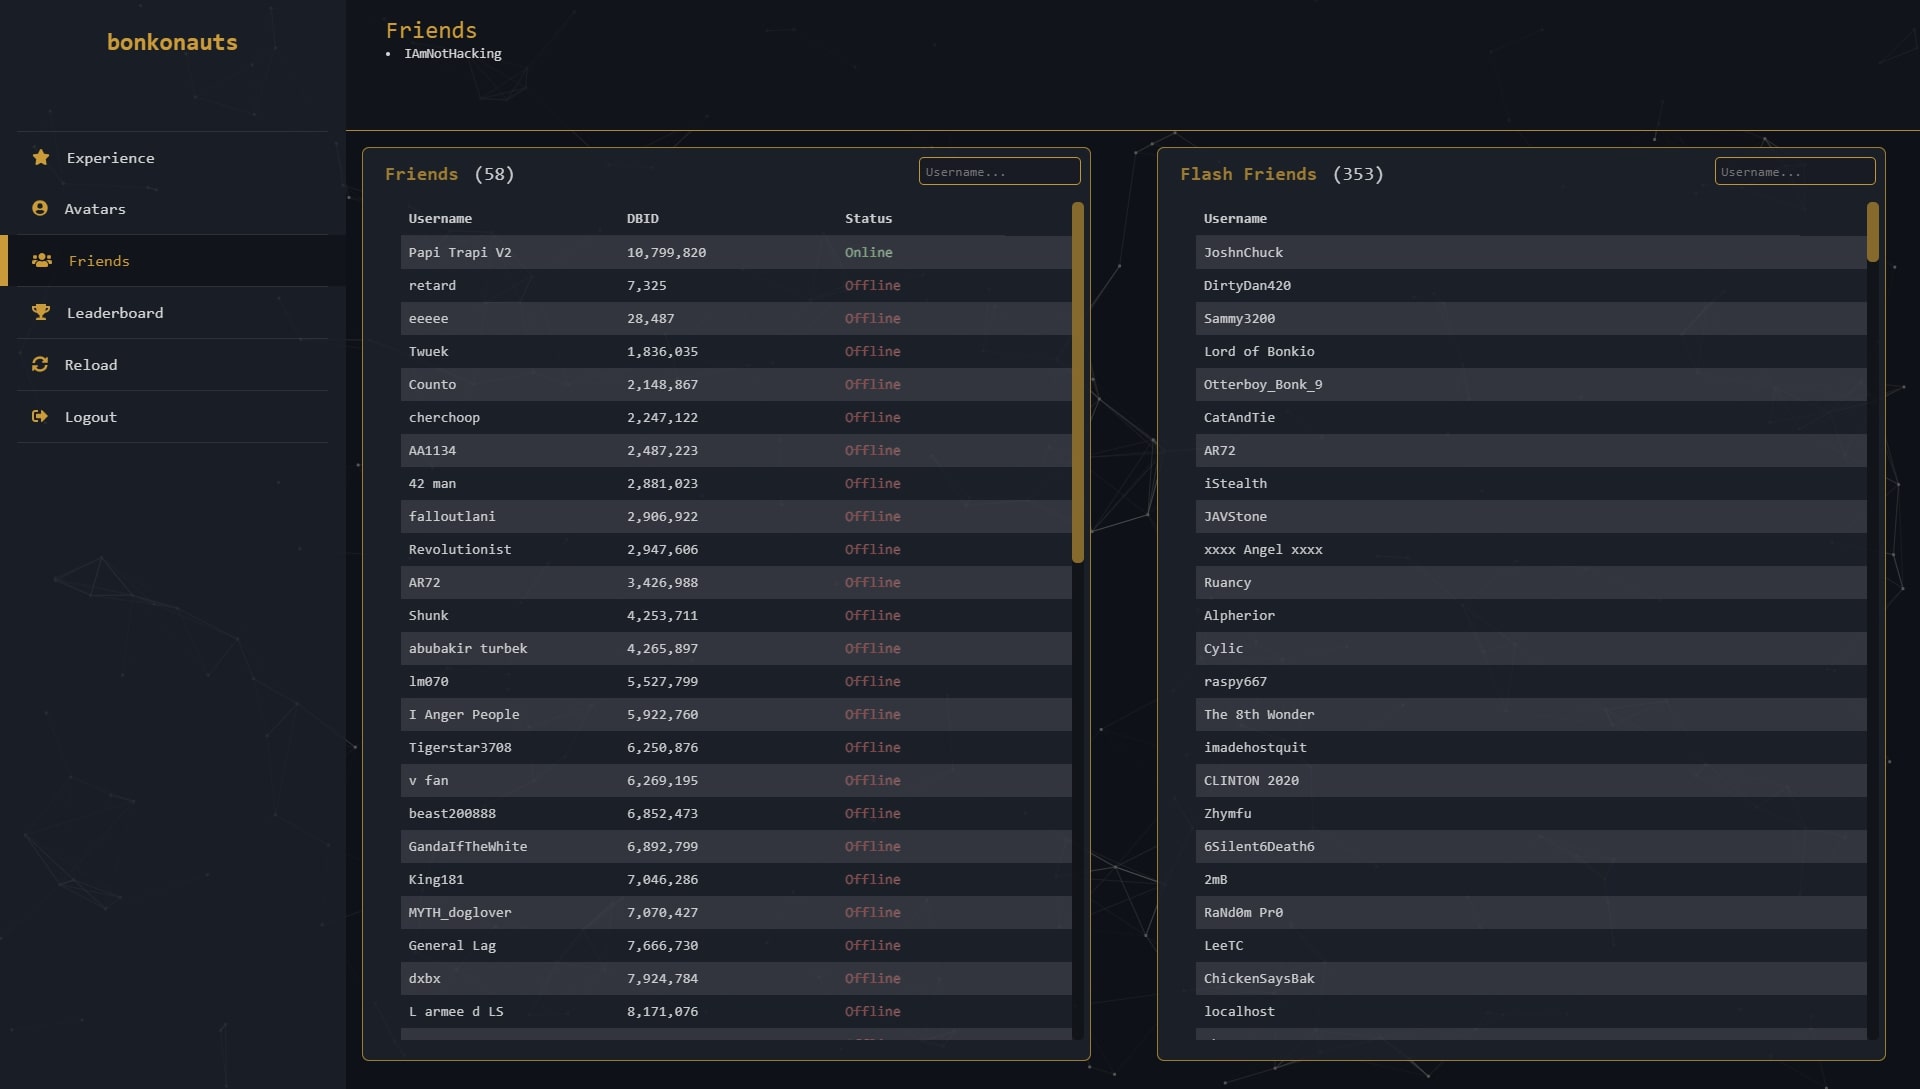 bonkonauts
Experience
Avatars
Friends
Leaderboard
Reload
Logout
Friends
• IAmNotHacking
Friends (58)
Username...
Username DBID Status
Papi Trapi V2 10,799,820 Online
retard 7,325 Offline
eeeee 28,487 Offline
Twuek 1,836,035 Offline
Counto 2,148,867 Offline
cherchoop 2,247,122 Offline
AA1134 2,487,223 Offline
42 man 2,881,023 Offline
falloutlani 2,906,922 Offline
Revolutionist 2,947,606 Offline
AR72 3,426,988 Offline
Shunk 4,253,711 Offline
abubakir turbek 4,265,897 Offline
lm070 5,527,799 Offline
I Anger People 5,922,760 Offline
Tigerstar3708 6,250,876 Offline
v fan 6,269,195 Offline
beast200888 6,852,473 Offline
GandaIfTheWhite 6,892,799 Offline
King181 7,046,286 Offline
MYTH_doglover 7,070,427 Offline
General Lag 7,666,730 Offline
dxbx 7,924,784 Offline
L armee d LS 8,171,076 Offline
Flash Friends (353)
Username...
Username
JoshnChuck
DirtyDan420
Sammy3200
Lord of Bonkio
Otterboy_Bonk_9
CatAndTie
AR72
iStealth
JAVStone
xxxx Angel xxxx
Ruancy
Alpherior
Cylic
raspy667
The 8th Wonder
imadehostquit
CLINTON 2020
Zhymfu
6Silent6Death6
2mB
RaNd0m Pr0
LeeTC
ChickenSaysBak
localhost